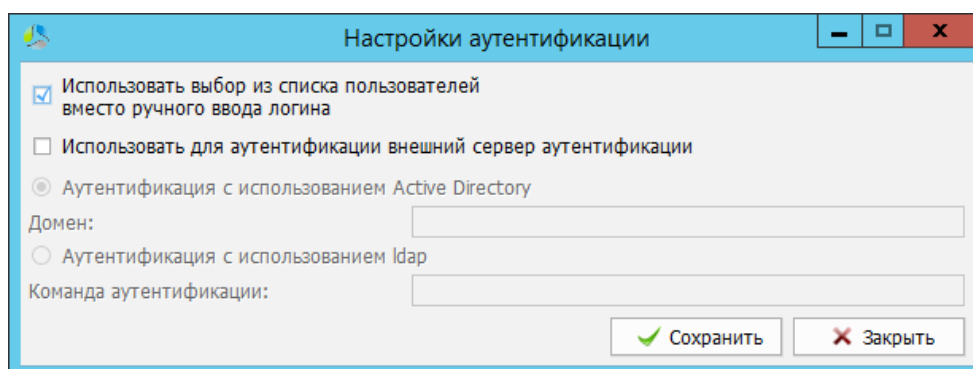 Настройки аутентификации
Использовать выбор из списка пользователей
вместо ручного ввода логина
Использовать для аутентификации внешний сервер аутентификации
Аутентификация с использованием Active Directory
Домен:
Аутентификация с использованием ldap
Команда аутентификации:
Сохранить
Закрыть